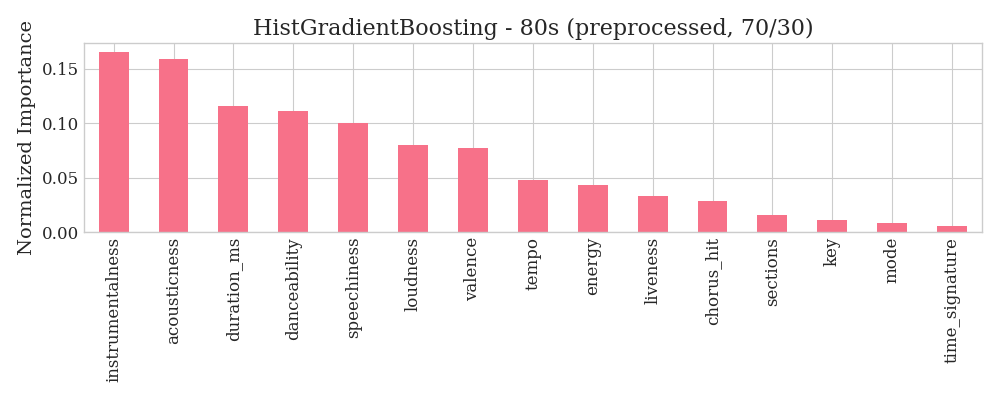 HistGradientBoosting - 80s (preprocessed, 70/30)
Normalized Importance
0.15
0.10
0.05
0.00
instrumentalness
acousticness
duration_ms
danceability
speechiness
loudness
valence
tempo
energy
liveness
chorus_hit
sections
key
mode
time_signature